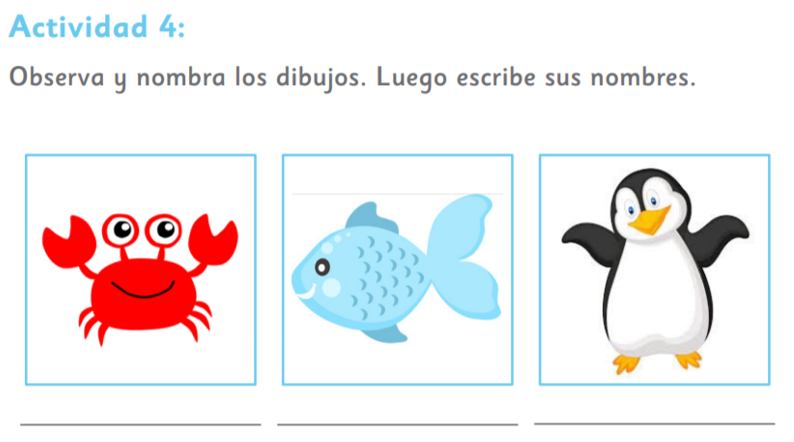 Actividad 4:
Observa y nombra los dibujos. Luego escribe sus nombres.